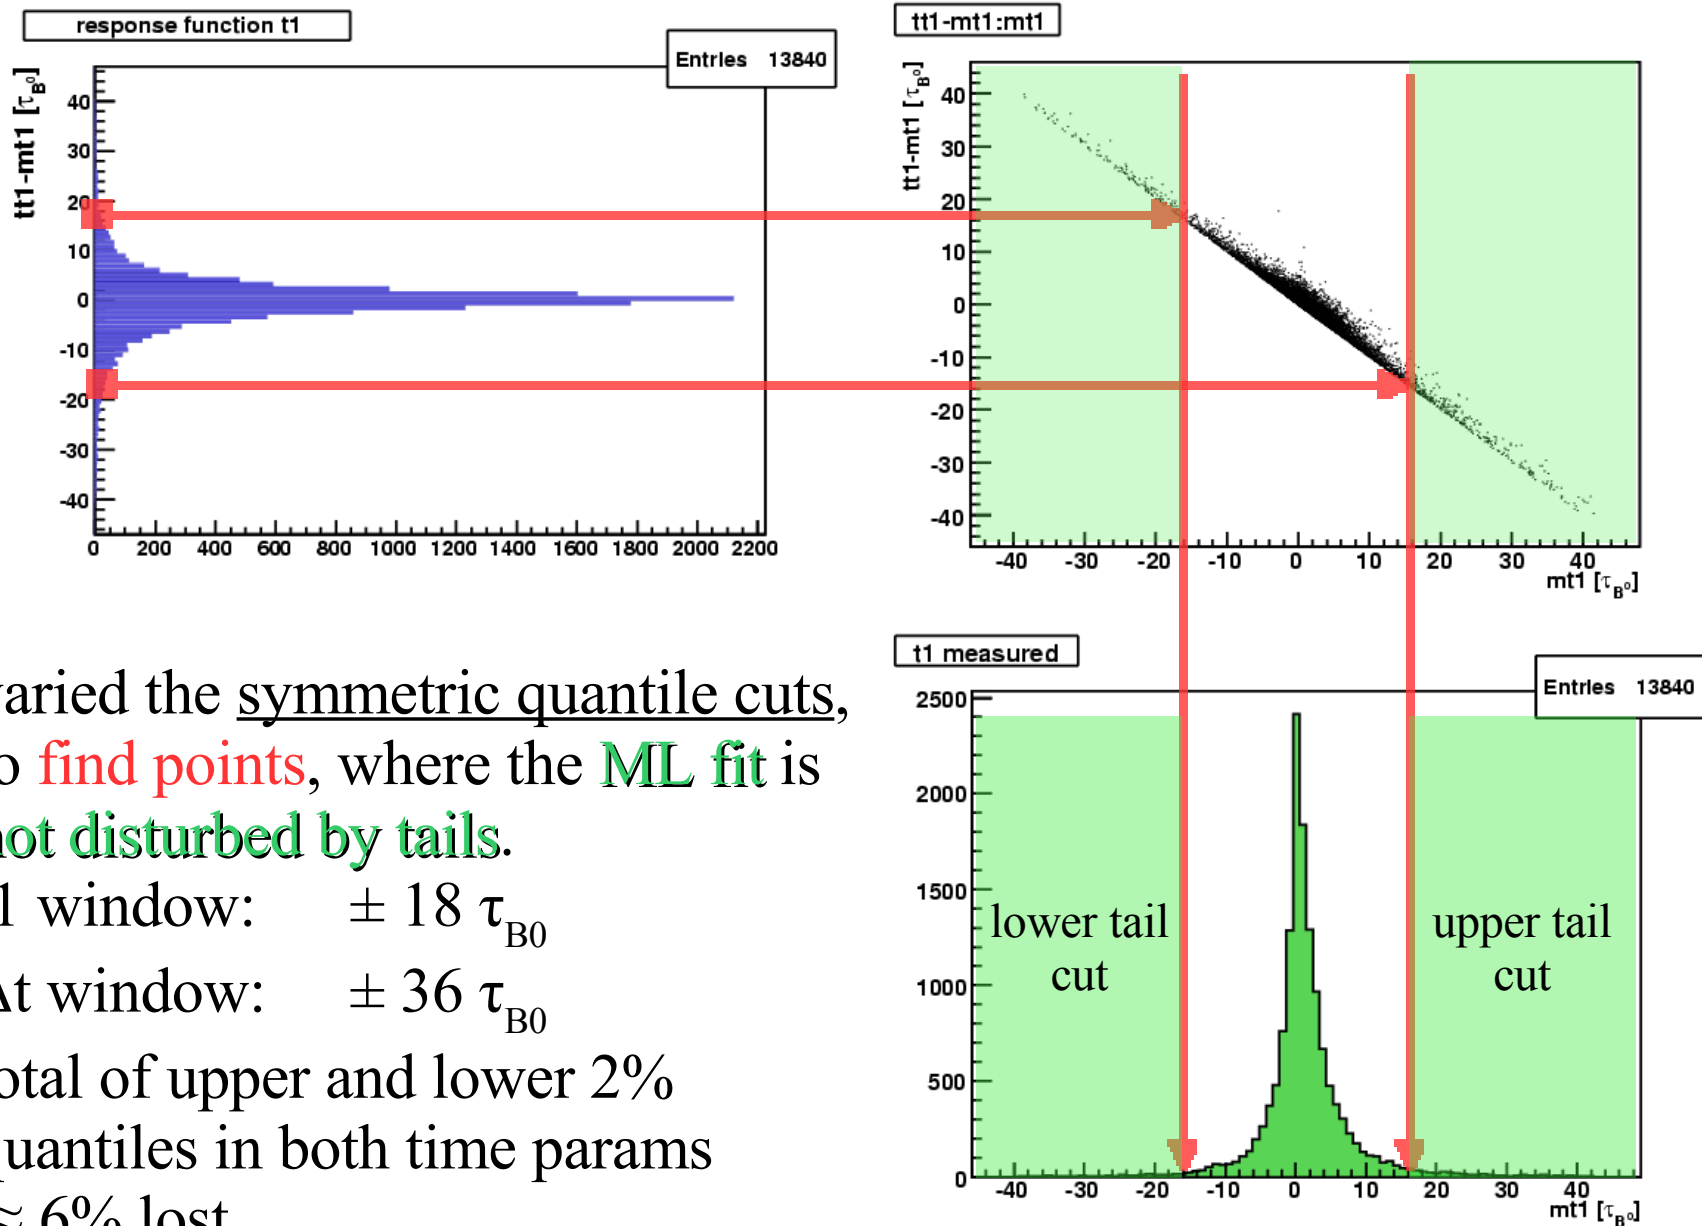 response function t1
Entries 13840
tt1-mt1 [τB0]
40
30
20
10
0
-10
-20
-30
-40
0 200 400 600 800 1000 1200 1400 1600 1800 2000 2200
tt1-mt1:mt1
tt1-mt1 [τB0]
40
30
20
10
0
-10
-20
-30
-40
-40 -30 -20 -10 0 10 20 30 40
mt1 [τB0]
varied the symmetric quantile cuts,
o find points, where the ML fit is
not disturbed by tails.
1 window: ± 18 τB0
Δt window: ± 36 τB0
otal of upper and lower 2%
quantiles in both time params
≈ 6% lost
t1 measured
Entries 13840
2500
2000
1500
1000
500
0
lower tail
cut
upper tail
cut
-40 -30 -20 -10 0 10 20 30 40
mt1 [τB0]